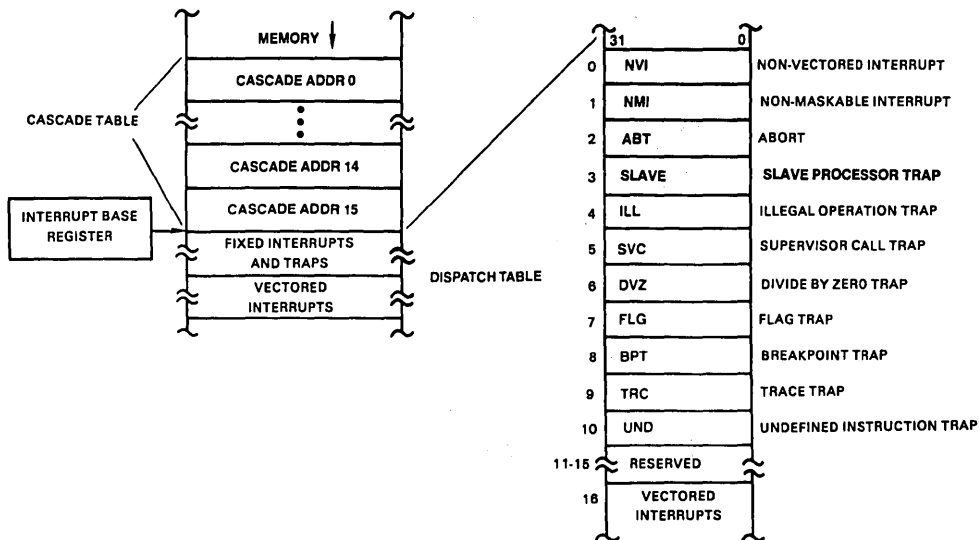 MEMORY
CASCADE ADDR 0
CASCADE TABLE
CASCADE ADDR 14
CASCADE ADDR 15
INTERRUPT BASE
REGISTER
FIXED INTERRUPTS
AND TRAPS
VECTORED
INTERRUPTS
DISPATCH TABLE
31 0
0 NVI NON-VECTORED INTERRUPT
1 NMI NON-MASKABLE INTERRUPT
2 ABT ABORT
3 SLAVE SLAVE PROCESSOR TRAP
4 ILL ILLEGAL OPERATION TRAP
5 SVC SUPERVISOR CALL TRAP
6 DVZ DIVIDE BY ZERO TRAP
7 FLG FLAG TRAP
8 BPT BREAKPOINT TRAP
9 TRC TRACE TRAP
10 UND UNDEFINED INSTRUCTION TRAP
11-15 RESERVED
16 VECTORED
INTERRUPTS